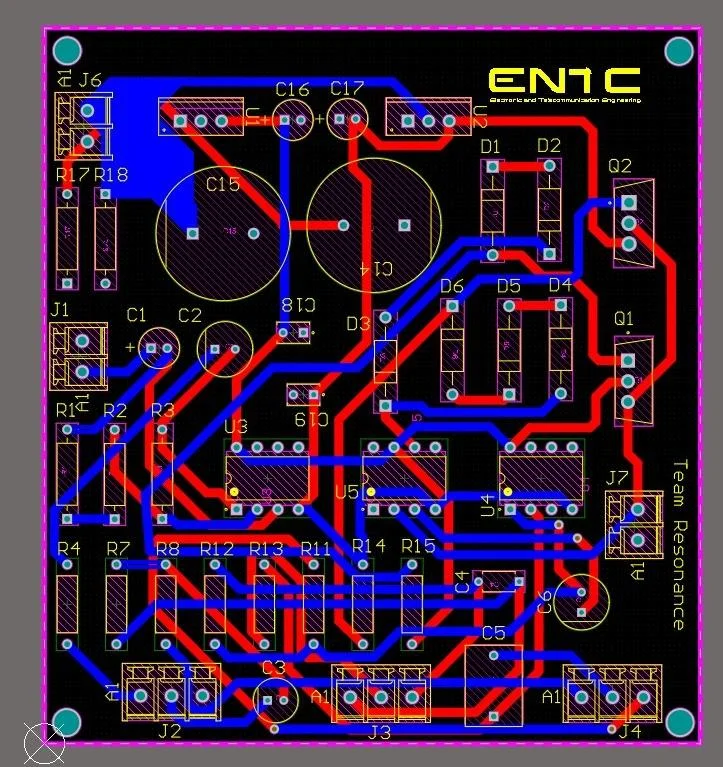 ENTC
Electronic and Telecommunication Engineering
A1 J6
C16 C17
U1 U2
R17 R18
C15
D1 D2
Q2
C14
J1
C1 C2
C18
D3
D6 D5 D4
Q1
A1
C19
R1 R2 R3
U3
U5
U4
J7
A1
Team Resonance
R4 R7 R8 R12 R13 R11 R14 R15
C4
C6
C5
C3
A1 J2
A1 J3
A1 J4